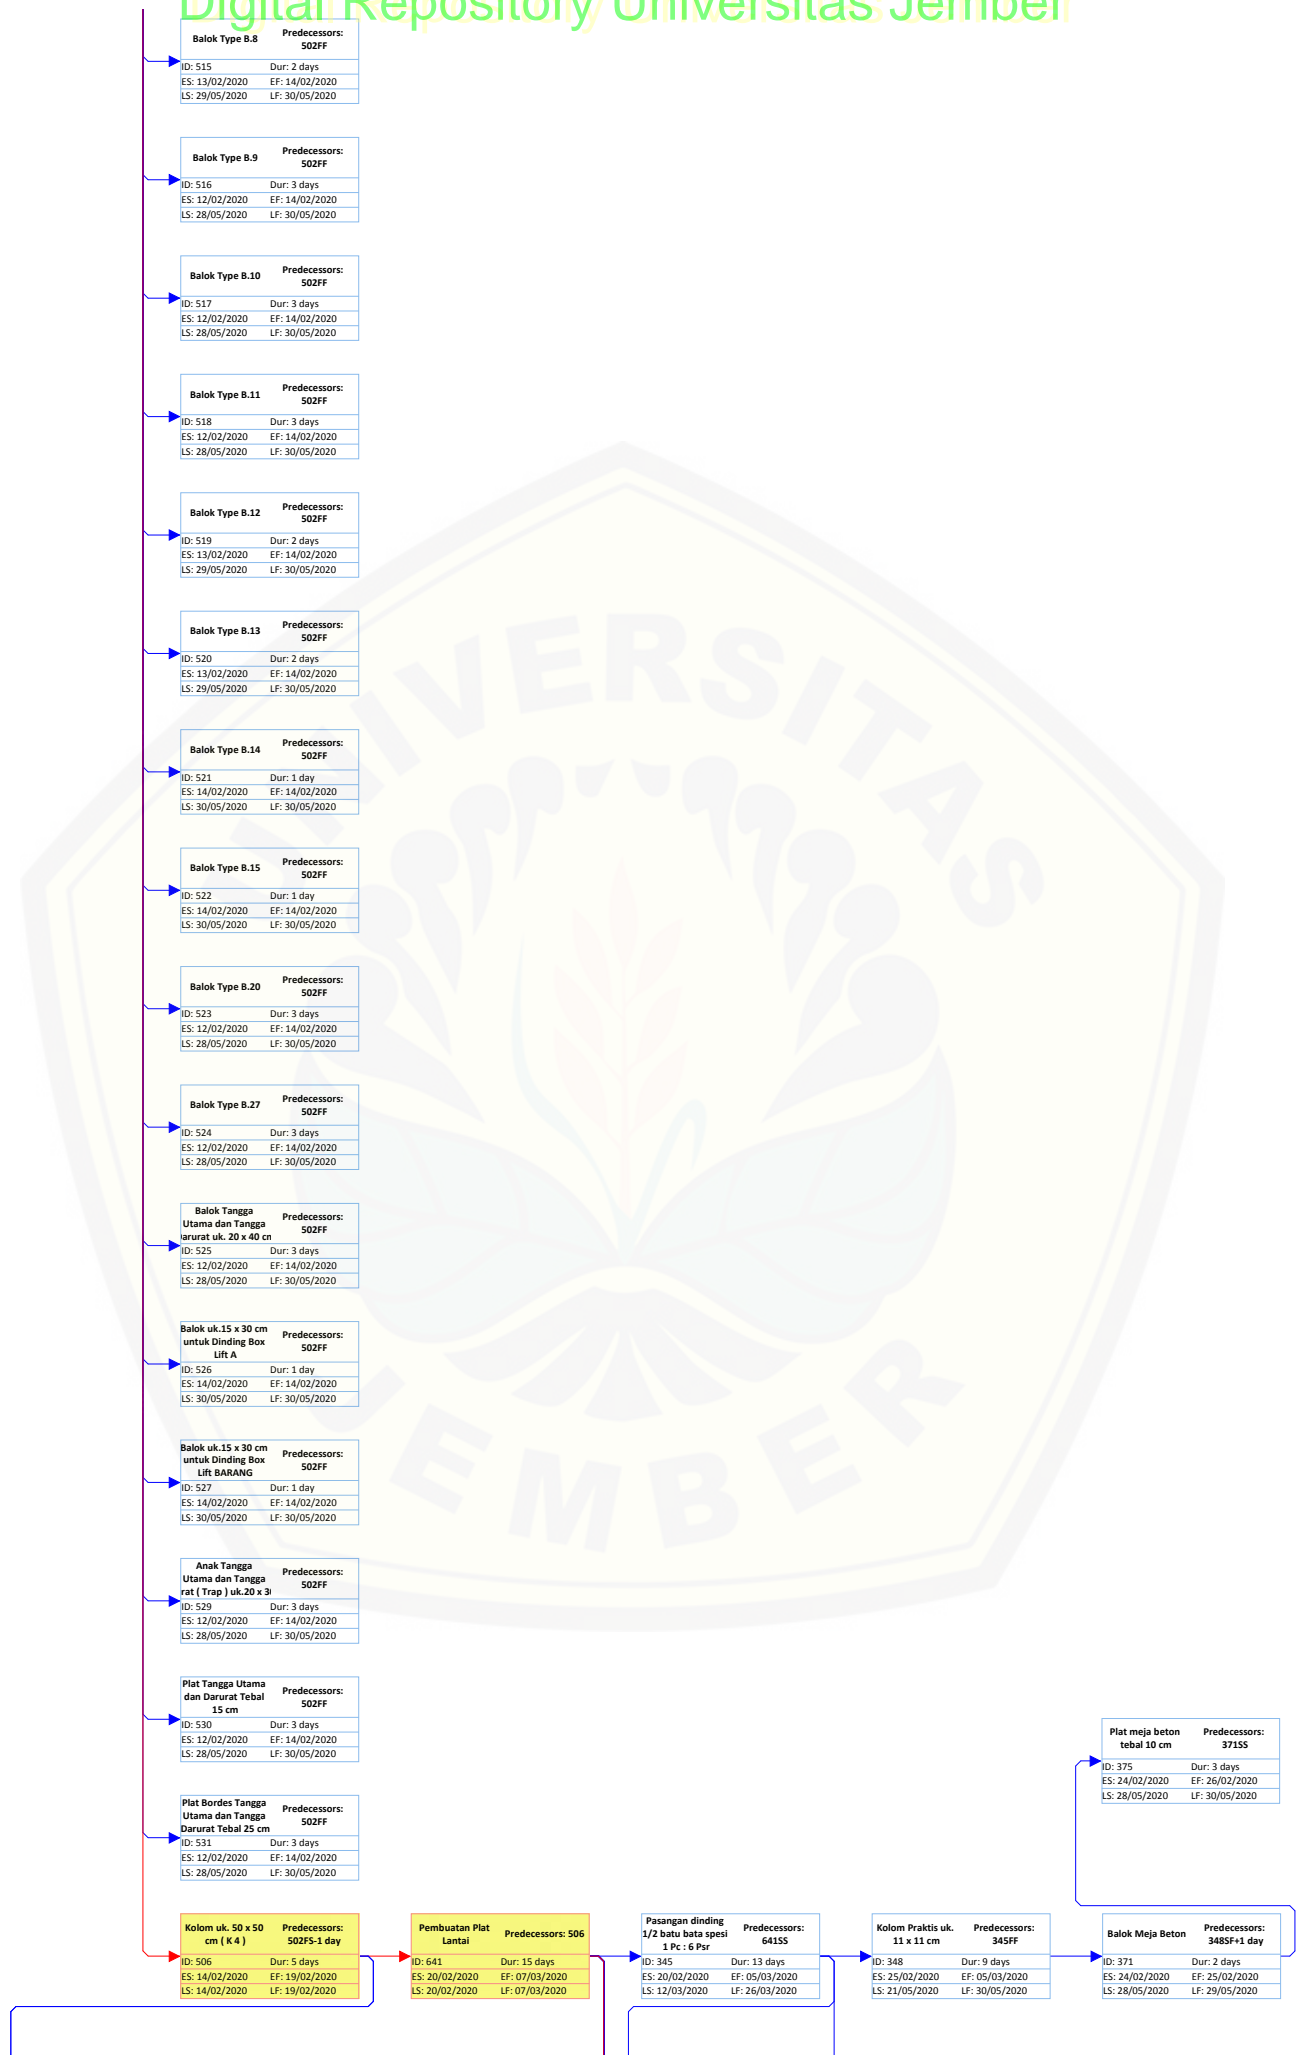 Digital Repository Universitas Jember
Balok Type B.8
Predecessors:
502FF
ID: 515 Dur: 2 days
ES: 13/02/2020 EF: 14/02/2020
LS: 29/05/2020 LF: 30/05/2020
Balok Type B.9
Predecessors:
502FF
ID: 516 Dur: 3 days
ES: 12/02/2020 EF: 14/02/2020
LS: 28/05/2020 LF: 30/05/2020
Balok Type B.10
Predecessors:
502FF
ID: 517 Dur: 3 days
ES: 12/02/2020 EF: 14/02/2020
LS: 28/05/2020 LF: 30/05/2020
Balok Type B.11
Predecessors:
502FF
ID: 518 Dur: 3 days
ES: 12/02/2020 EF: 14/02/2020
LS: 28/05/2020 LF: 30/05/2020
Balok Type B.12
Predecessors:
502FF
ID: 519 Dur: 2 days
ES: 13/02/2020 EF: 14/02/2020
LS: 29/05/2020 LF: 30/05/2020
Balok Type B.13
Predecessors:
502FF
ID: 520 Dur: 2 days
ES: 13/02/2020 EF: 14/02/2020
LS: 29/05/2020 LF: 30/05/2020
Balok Type B.14
Predecessors:
502FF
ID: 521 Dur: 1 day
ES: 14/02/2020 EF: 14/02/2020
LS: 30/05/2020 LF: 30/05/2020
Balok Type B.15
Predecessors:
502FF
ID: 522 Dur: 1 day
ES: 14/02/2020 EF: 14/02/2020
LS: 30/05/2020 LF: 30/05/2020
Balok Type B.20
Predecessors:
502FF
ID: 523 Dur: 3 days
ES: 12/02/2020 EF: 14/02/2020
LS: 28/05/2020 LF: 30/05/2020
Balok Type B.27
Predecessors:
502FF
ID: 524 Dur: 3 days
ES: 12/02/2020 EF: 14/02/2020
LS: 28/05/2020 LF: 30/05/2020
Balok Tangga
Utama dan Tangga
arurat uk. 20 x 40 cm
Predecessors:
502FF
ID: 525 Dur: 3 days
ES: 12/02/2020 EF: 14/02/2020
LS: 28/05/2020 LF: 30/05/2020
Balok uk.15 x 30 cm
untuk Dinding Box
Lift A
Predecessors:
502FF
ID: 526 Dur: 1 day
ES: 14/02/2020 EF: 14/02/2020
LS: 30/05/2020 LF: 30/05/2020
Balok uk.15 x 30 cm
untuk Dinding Box
Lift BARANG
Predecessors:
502FF
ID: 527 Dur: 1 day
ES: 14/02/2020 EF: 14/02/2020
LS: 30/05/2020 LF: 30/05/2020
Anak Tangga
Utama dan Tangga
rat ( Trap ) uk.20 x 30
Predecessors:
502FF
ID: 529 Dur: 3 days
ES: 12/02/2020 EF: 14/02/2020
LS: 28/05/2020 LF: 30/05/2020
Plat Tangga Utama
dan Darurat Tebal
15 cm
Predecessors:
502FF
ID: 530 Dur: 3 days
ES: 12/02/2020 EF: 14/02/2020
LS: 28/05/2020 LF: 30/05/2020
Plat meja beton
tebal 10 cm
Predecessors:
371SS
ID: 375 Dur: 3 days
ES: 24/02/2020 EF: 26/02/2020
LS: 28/05/2020 LF: 30/05/2020
Plat Bordes Tangga
Utama dan Tangga
Darurat Tebal 25 cm
Predecessors:
502FF
ID: 531 Dur: 3 days
ES: 12/02/2020 EF: 14/02/2020
LS: 28/05/2020 LF: 30/05/2020
Kolom uk. 50 x 50
cm ( K 4 )
Predecessors:
502FS-1 day
ID: 506 Dur: 5 days
ES: 14/02/2020 EF: 19/02/2020
LS: 14/02/2020 LF: 19/02/2020
Pembuatan Plat
Lantai
Predecessors: 506
ID: 641 Dur: 15 days
ES: 20/02/2020 EF: 07/03/2020
LS: 20/02/2020 LF: 07/03/2020
Pasangan dinding
1/2 batu bata spesi
1 Pc : 6 Psr
Predecessors:
641SS
ID: 345 Dur: 13 days
ES: 20/02/2020 EF: 05/03/2020
LS: 12/03/2020 LF: 26/03/2020
Kolom Praktis uk.
11 x 11 cm
Predecessors:
345FF
ID: 348 Dur: 9 days
ES: 25/02/2020 EF: 05/03/2020
LS: 21/05/2020 LF: 30/05/2020
Balok Meja Beton
Predecessors:
348SF+1 day
ID: 371 Dur: 2 days
ES: 24/02/2020 EF: 25/02/2020
LS: 28/05/2020 LF: 29/05/2020
UNIVERSITAS
JEMBER